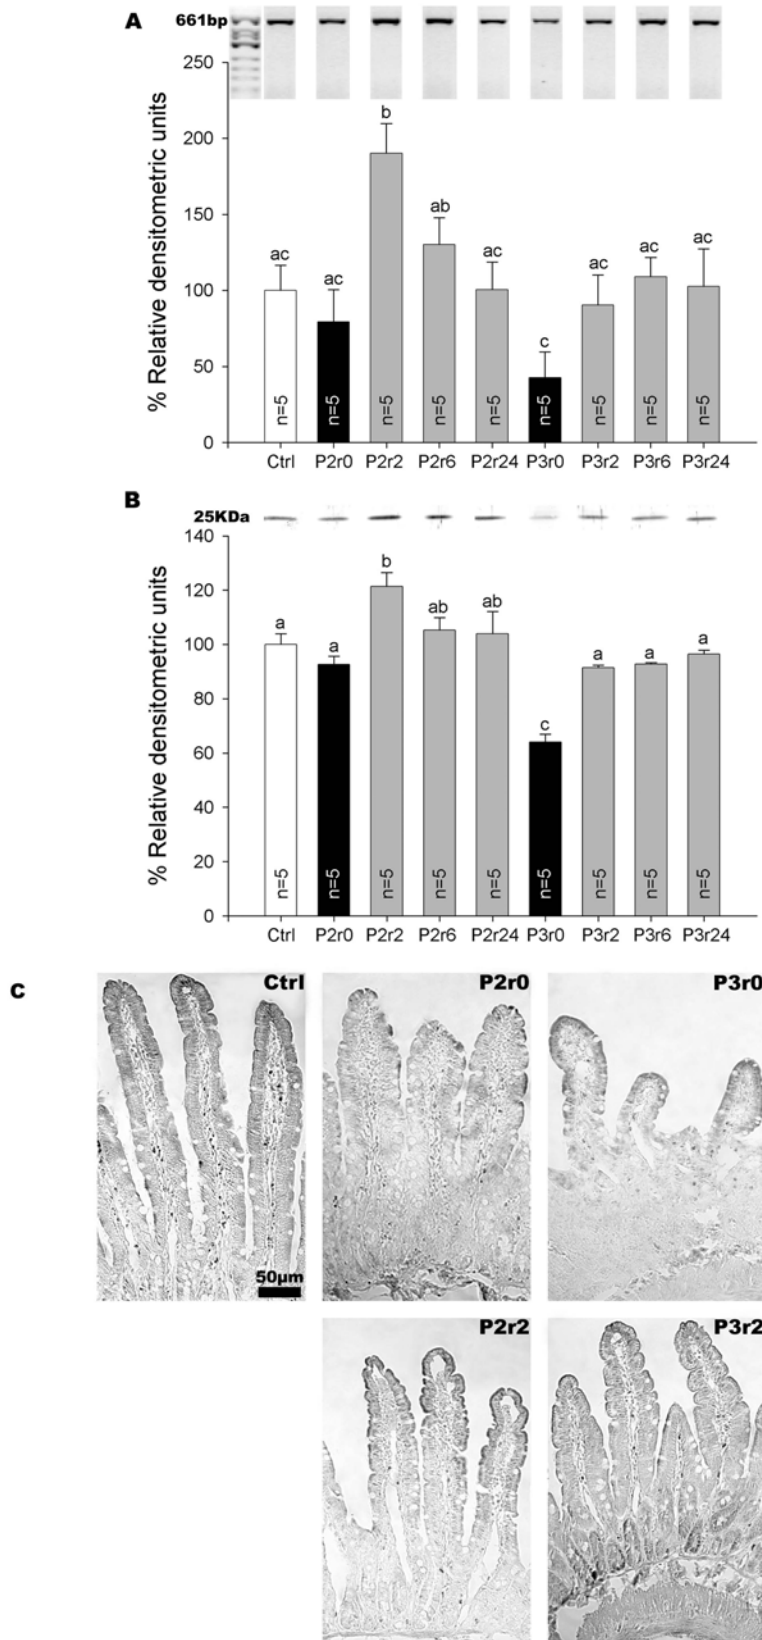 A
661bp
% Relative densitometric units
250
200
150
100
50
0
ac
ac
b
ab
ac
c
ac
ac
ac
n=5
n=5
n=5
n=5
n=5
n=5
n=5
n=5
n=5
Ctrl P2r0 P2r2 P2r6 P2r24 P3r0 P3r2 P3r6 P3r24
B
25KDa
% Relative densitometric units
140
120
100
80
60
40
20
0
a
a
b
ab
ab
c
a
a
a
n=5
n=5
n=5
n=5
n=5
n=5
n=5
n=5
n=5
Ctrl P2r0 P2r2 P2r6 P2r24 P3r0 P3r2 P3r6 P3r24
C
Ctrl
P2r0
P3r0
50µm
P2r2
P3r2